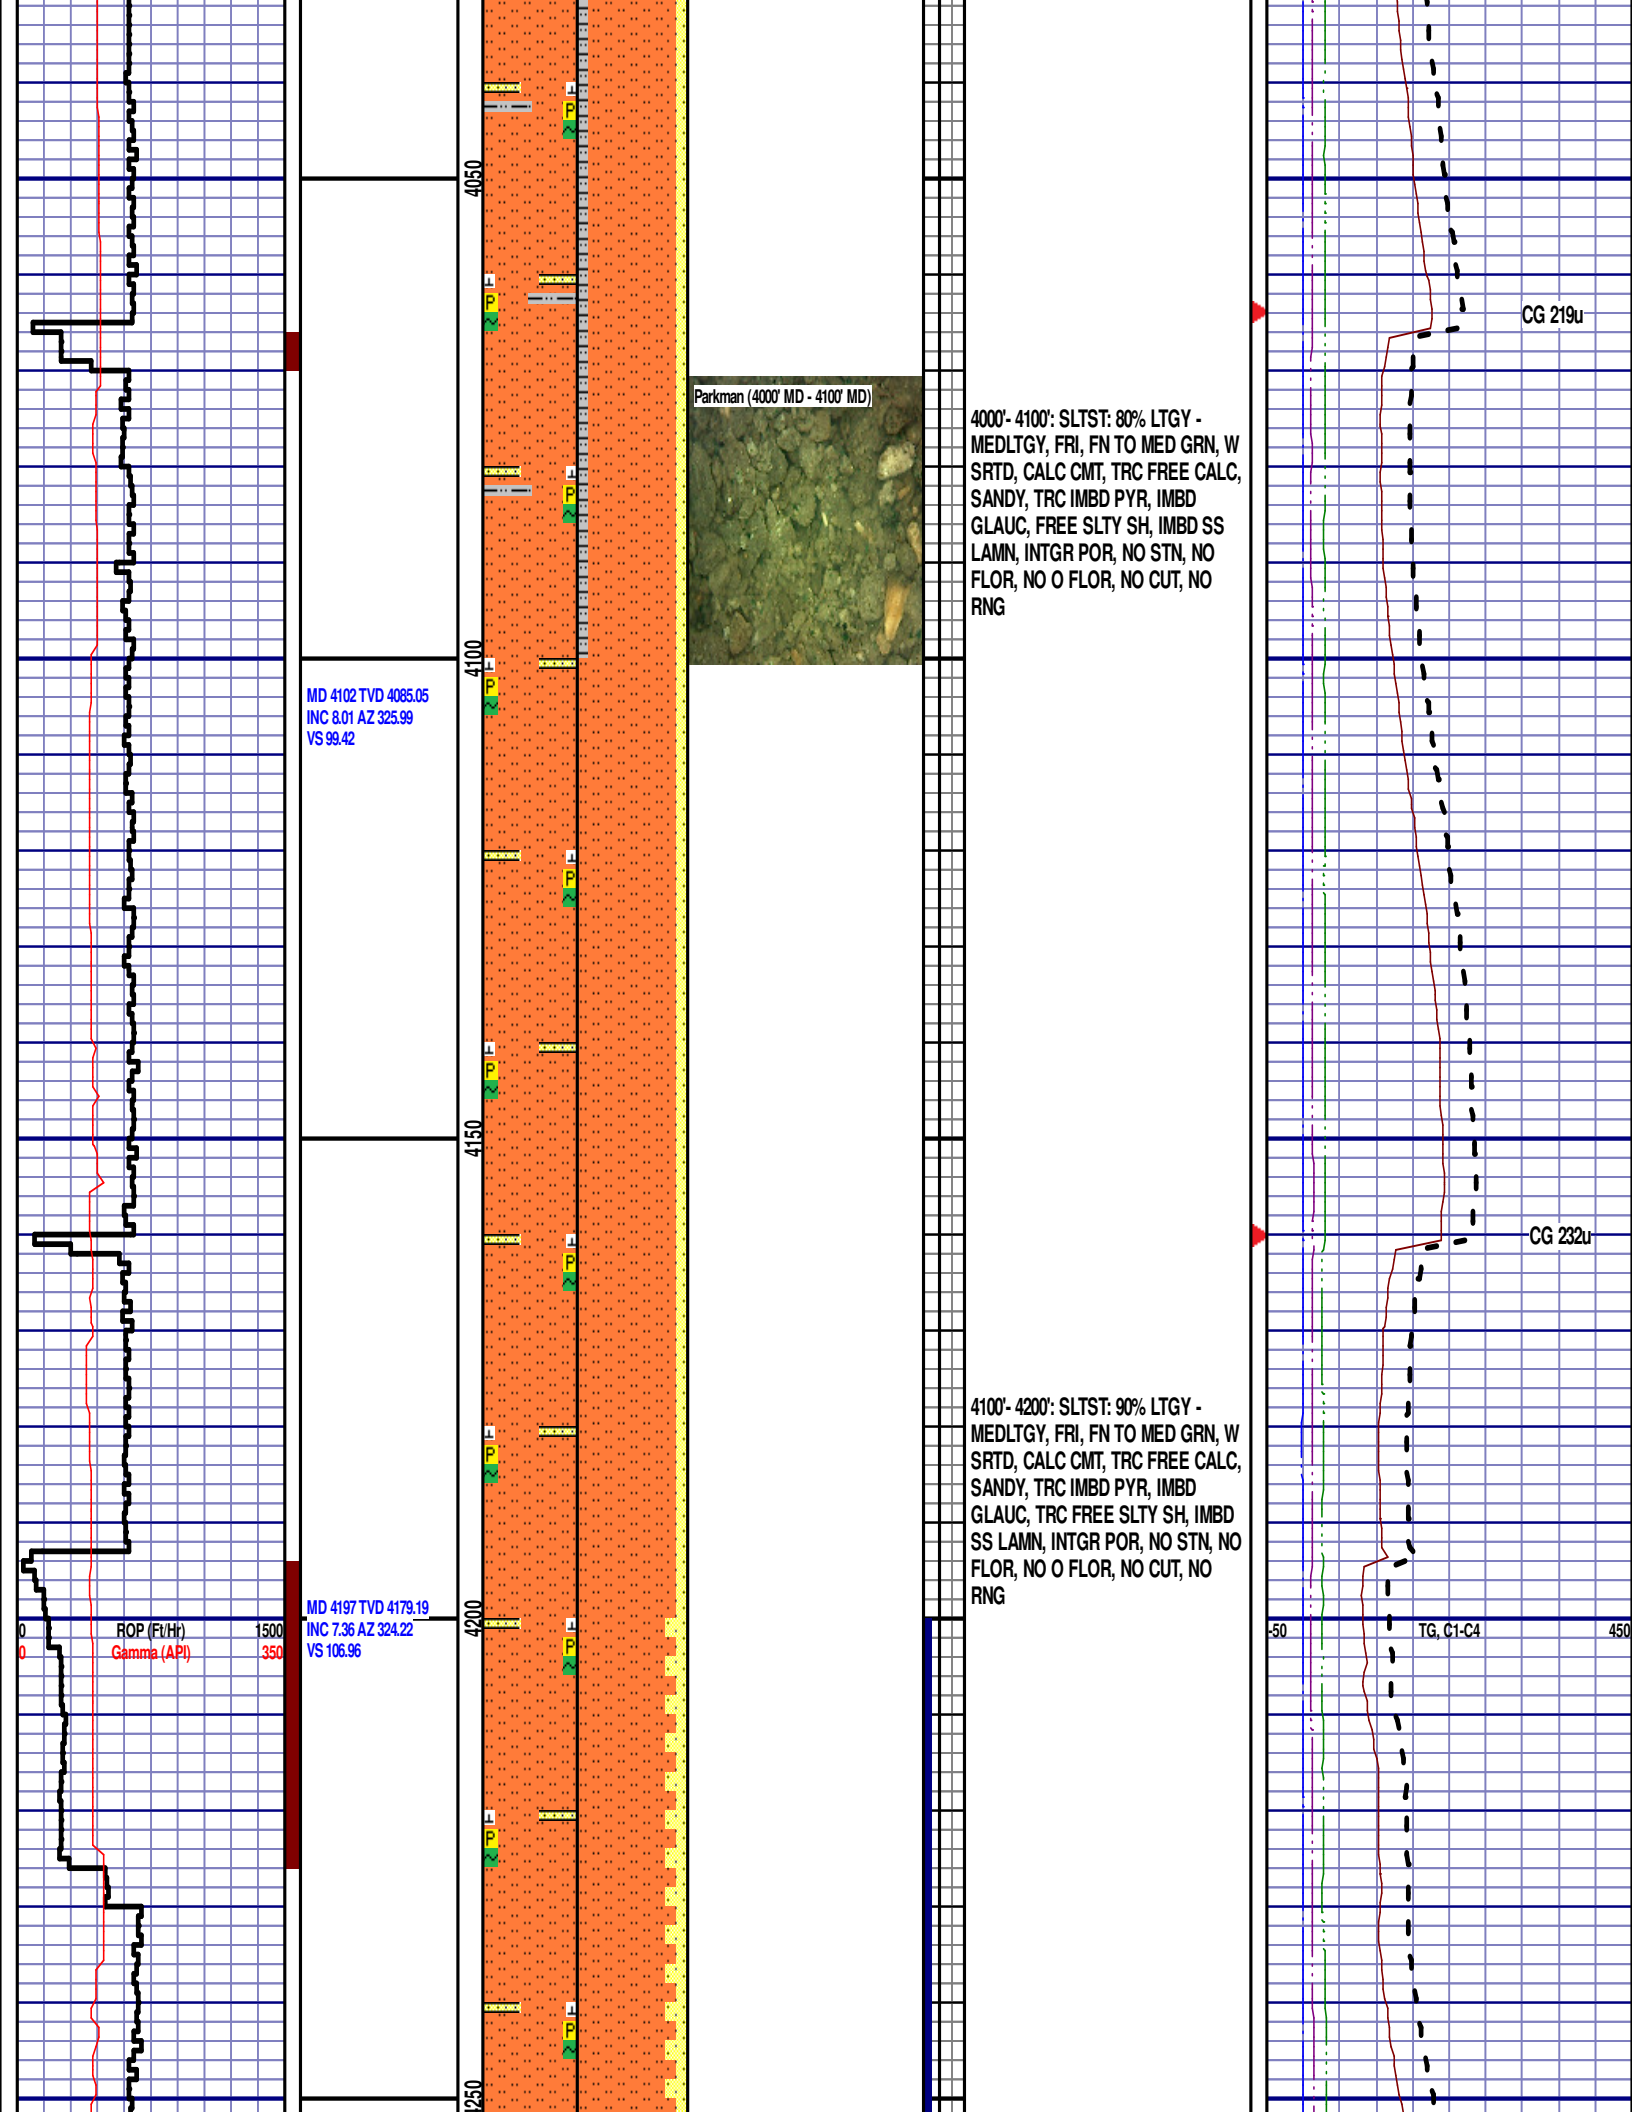 4050
CG 219u
Parkman (4000' MD - 4100' MD)
4000'- 4100': SLTST: 80% LTGY -
MEDLTGY, FRI, FN TO MED GRN, W
SRTD, CALC CMT, TRC FREE CALC,
SANDY, TRC IMBD PYR, IMBD
GLAUC, FREE SLTY SH, IMBD SS
LAMN, INTGR POR, NO STN, NO
FLOR, NO O FLOR, NO CUT, NO
RNG
4100
MD 4102 TVD 4085.05
INC 8.01 AZ 325.99
VS 99.42
4150
CG 232u
4100'- 4200': SLTST: 90% LTGY -
MEDLTGY, FRI, FN TO MED GRN, W
SRTD, CALC CMT, TRC FREE CALC,
SANDY, TRC IMBD PYR, IMBD
GLAUC, TRC FREE SLTY SH, IMBD
SS LAMN, INTGR POR, NO STN, NO
FLOR, NO O FLOR, NO CUT, NO
RNG
MD 4197 TVD 4179.19
INC 7.36 AZ 324.22
VS 106.96
4200
0 ROP (Ft/Hr) 1500
0 Gamma (API) 350
-50 TG, C1-C4 450
4250
P
P
P
P
P
P
P
P
P
P
P